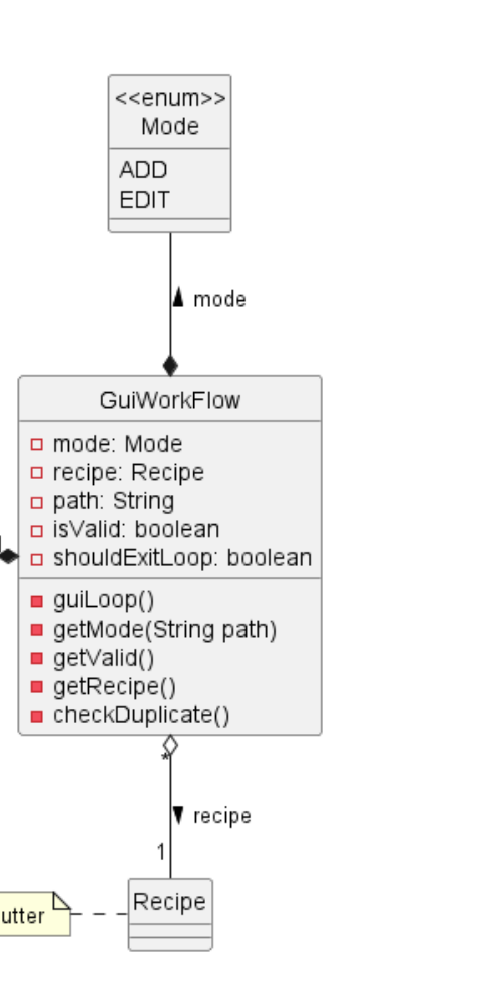 <<enum>>
Mode
ADD
EDIT
mode
GuiWorkFlow
mode: Mode
recipe: Recipe
path: String
isValid: boolean
shouldExitLoop: boolean
guiLoop()
getMode(String path)
getValid()
getRecipe()
checkDuplicate()
*
recipe
1
Recipe
utter